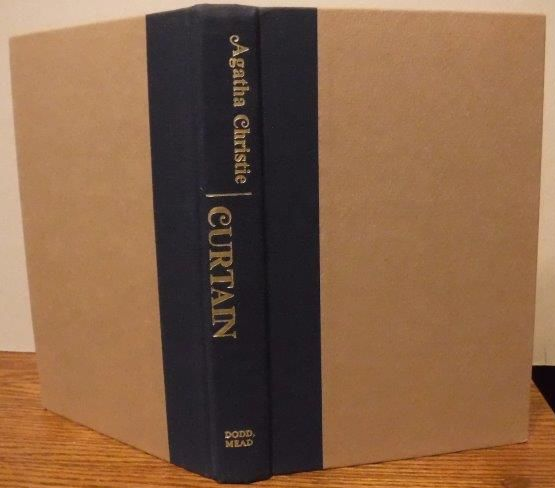 Agatha Christie
CURTAIN
DODD,
MEAD